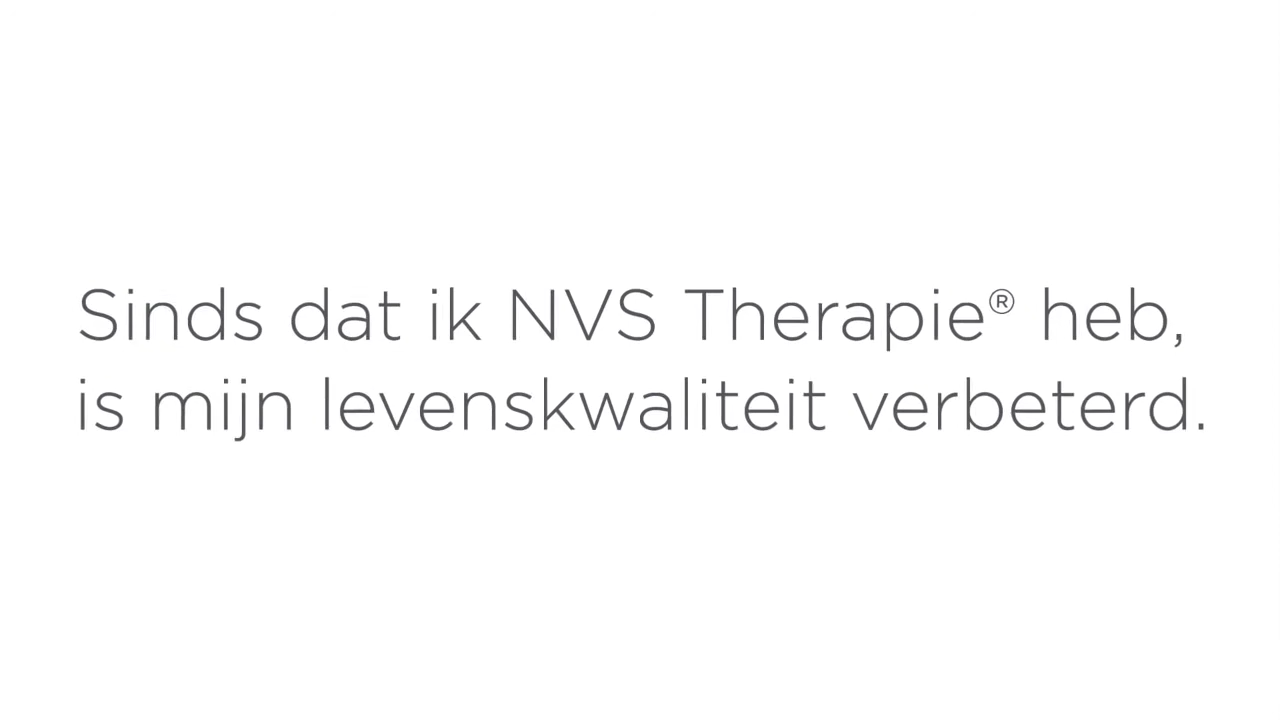 Sinds dat ik NVS Therapie® heb,
is mijn levenskwaliteit verbeterd.